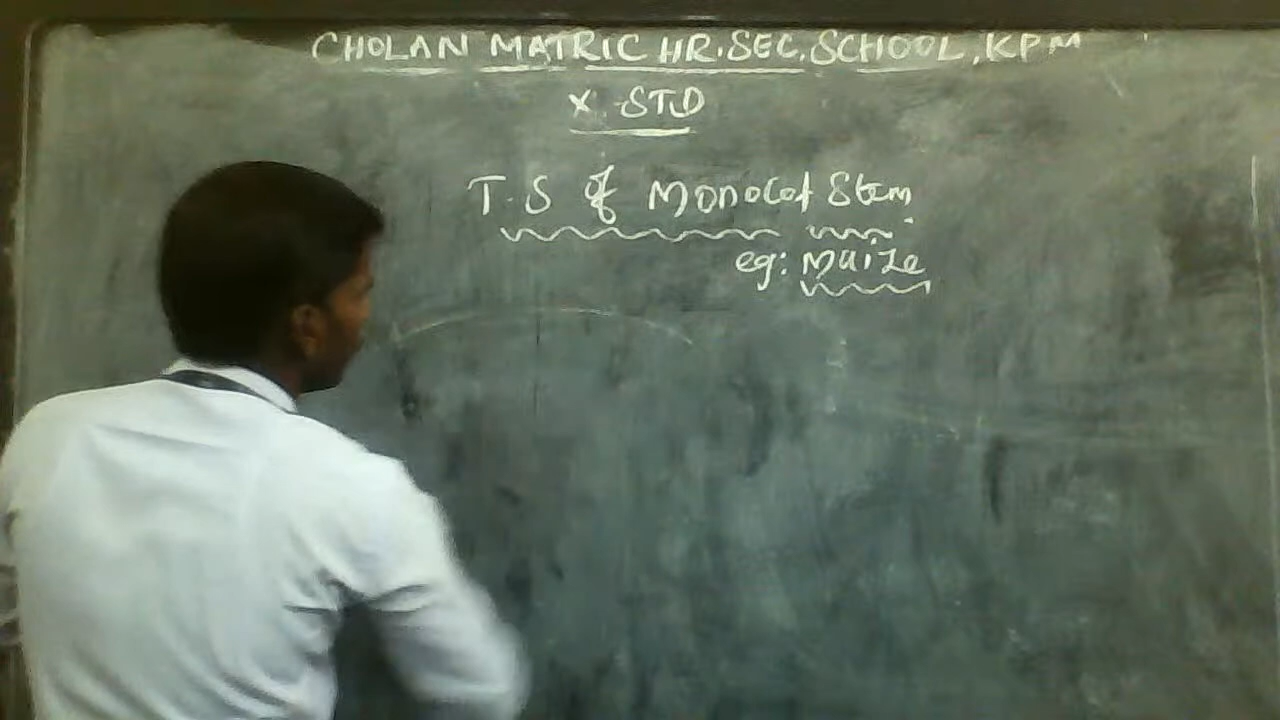 CHOLAN MATRIC HR.SEC.SCHOOL, KPM
X-STD
T.S of Monocot Stem
eg: Maize